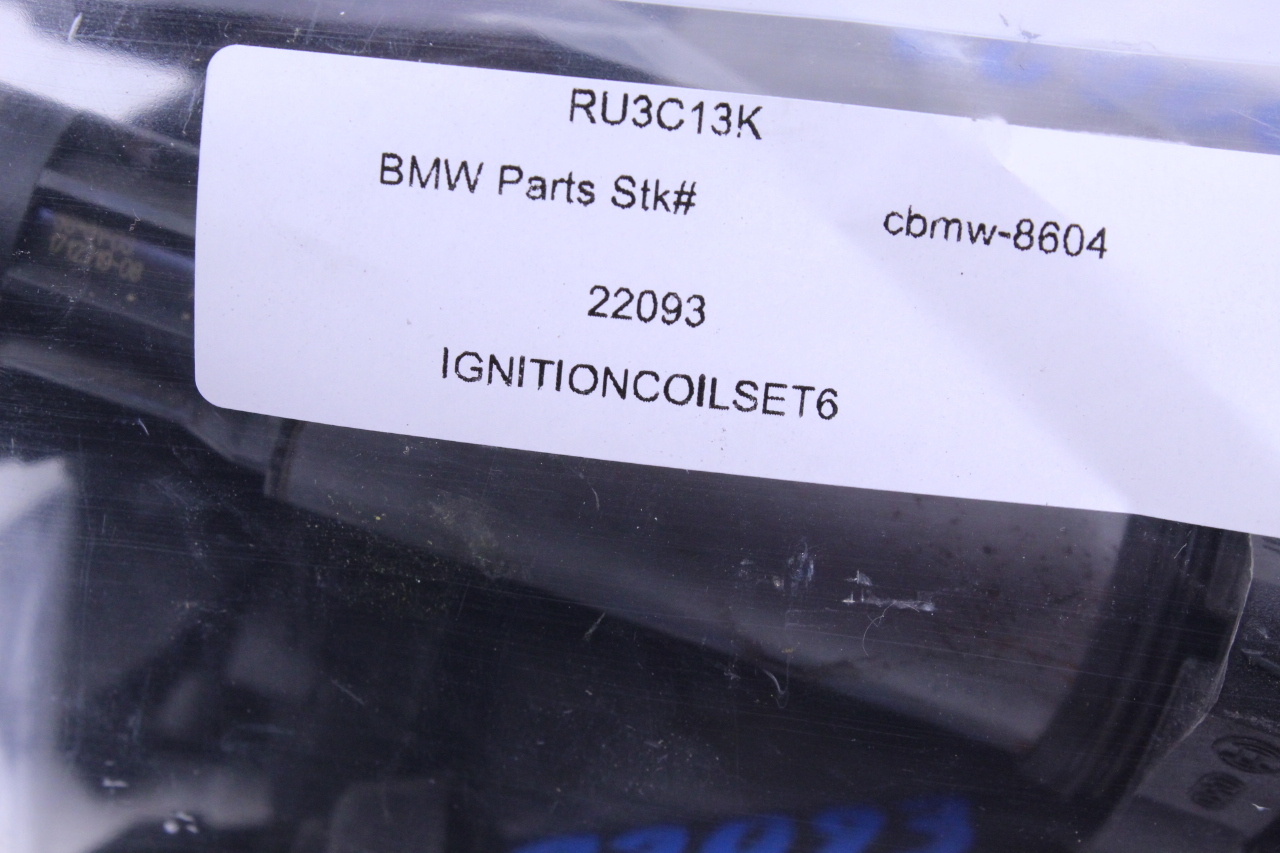 RU3C13K
BMW Parts Stk# cbmw-8604
22093
IGNITIONCOILSET6